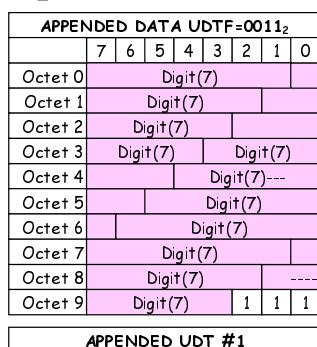 APPENDED DATA UDTF=0011₂
7 6 5 4 3 2 1 0
Octet 0 Digit(7)
Octet 1 Digit(7)
Octet 2 Digit(7)
Octet 3 Digit(7) Digit(7)
Octet 4 Digit(7)---
Octet 5 Digit(7)
Octet 6 Digit(7)
Octet 7 Digit(7)
Octet 8 Digit(7) ----
Octet 9 Digit(7) 1 1 1
APPENDED UDT #1